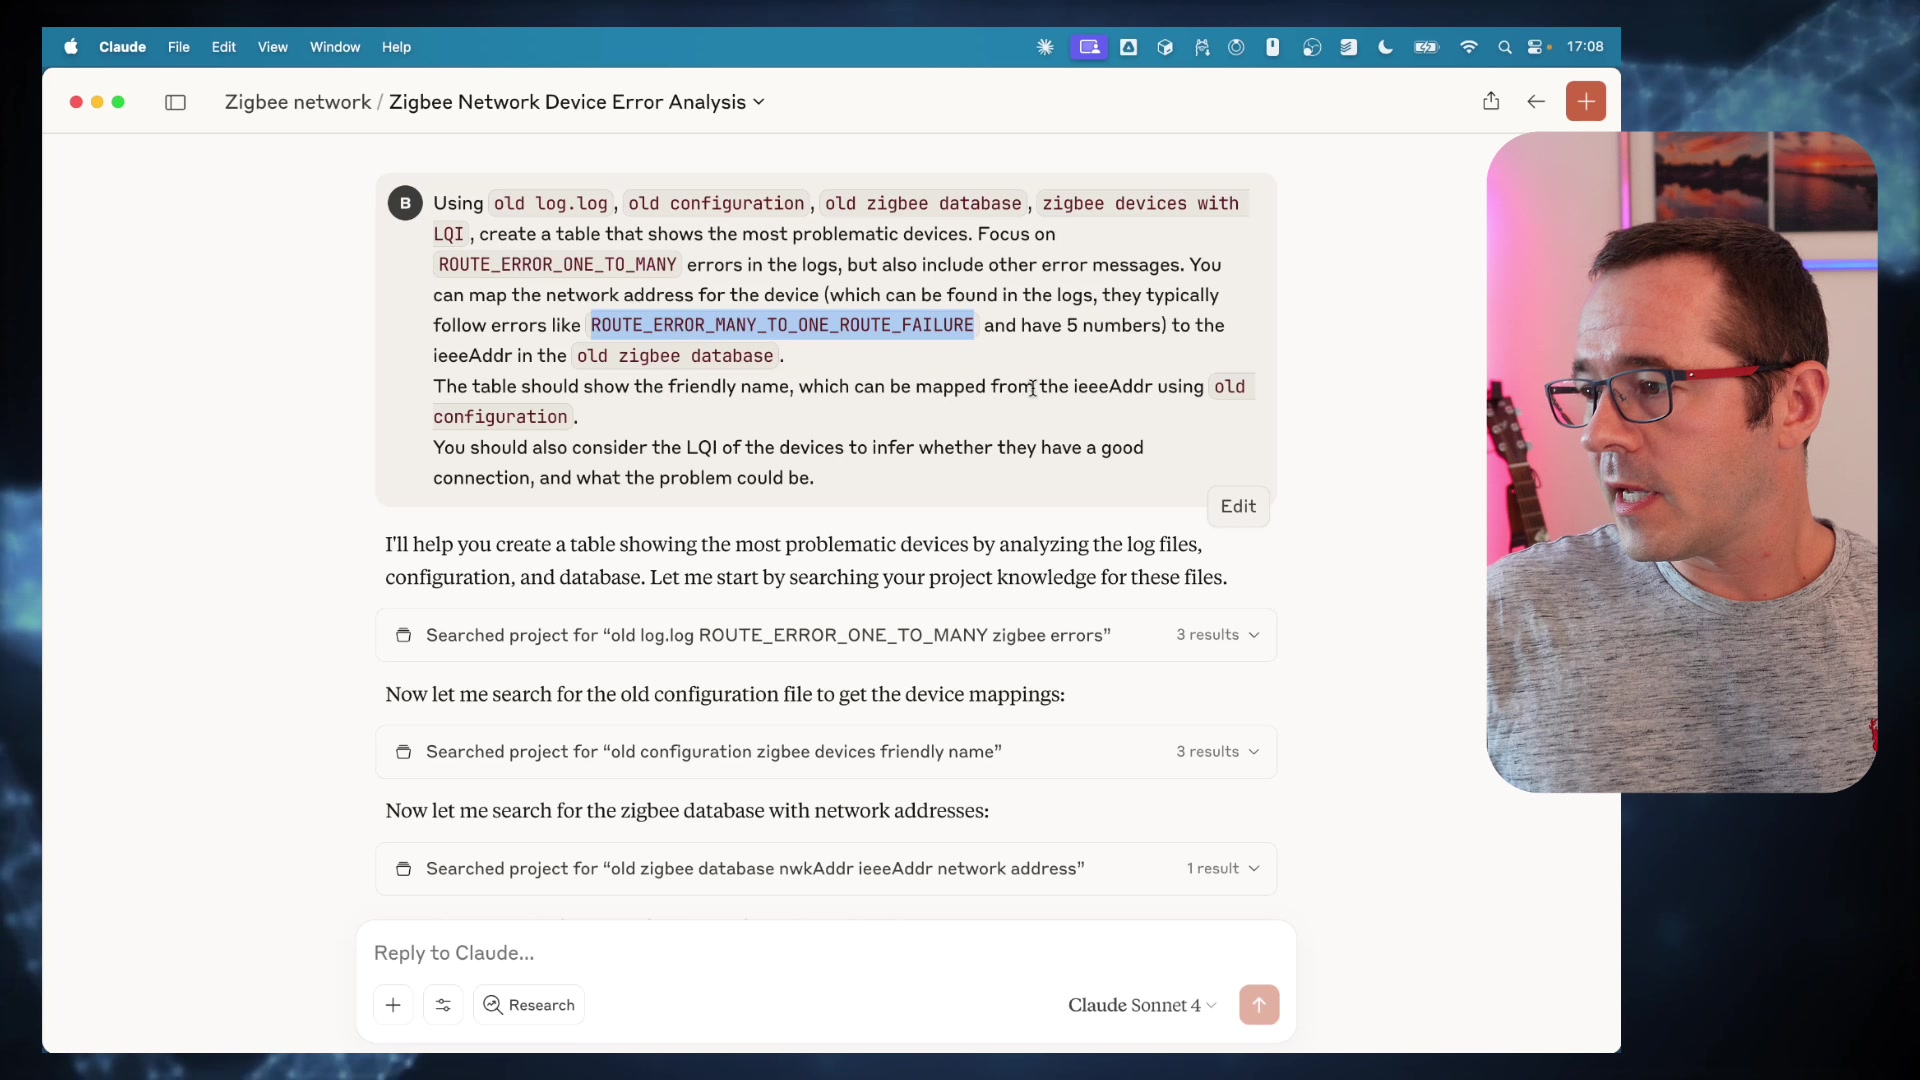 Claude File Edit View Window Help 17:08
Zigbee network / Zigbee Network Device Error Analysis
B
Using old log.log, old configuration, old zigbee database, zigbee devices with
LQI, create a table that shows the most problematic devices. Focus on
ROUTE_ERROR_ONE_TO_MANY errors in the logs, but also include other error messages. You
can map the network address for the device (which can be found in the logs, they typically
follow errors like ROUTE_ERROR_MANY_TO_ONE_ROUTE_FAILURE and have 5 numbers) to the
ieeeAddr in the old zigbee database.
The table should show the friendly name, which can be mapped from the ieeeAddr using old
configuration.
You should also consider the LQI of the devices to infer whether they have a good
connection, and what the problem could be.
Edit
I'll help you create a table showing the most problematic devices by analyzing the log files,
configuration, and database. Let me start by searching your project knowledge for these files.
Searched project for “old log.log ROUTE_ERROR_ONE_TO_MANY zigbee errors” 3 results
Now let me search for the old configuration file to get the device mappings:
Searched project for “old configuration zigbee devices friendly name” 3 results
Now let me search for the zigbee database with network addresses:
Searched project for “old zigbee database nwkAddr ieeeAddr network address” 1 result
Reply to Claude...
Research Claude Sonnet 4